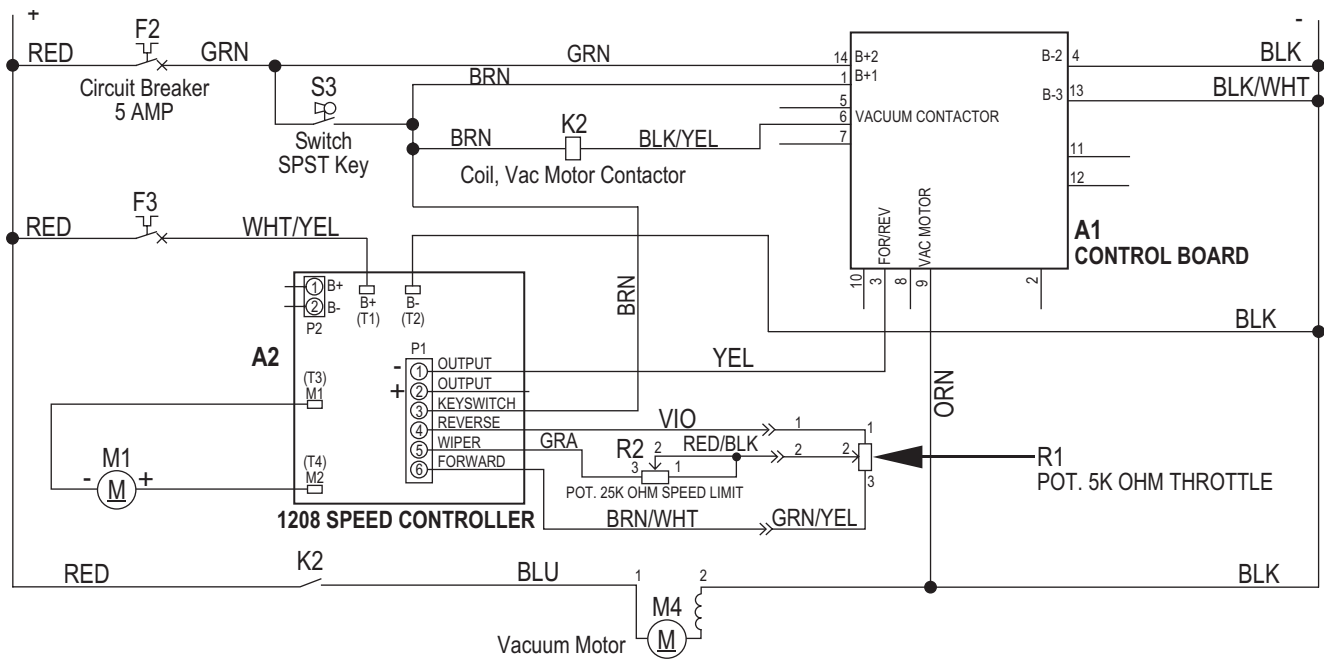 +
-
RED
F2
GRN
GRN
14
B+2
B-2
4
BLK
Circuit Breaker
5 AMP
S3
BRN
1
B+1
B-3
13
BLK/WHT
Switch
SPST Key
BRN
K2
BLK/YEL
5
6
VACUUM CONTACTOR
7
11
12
Coil, Vac Motor Contactor
RED
F3
WHT/YEL
FOR/REV
VAC MOTOR
A1
CONTROL BOARD
10
3
8
9
2
BRN
1
B+
2
B-
P2
B+
(T1)
B-
(T2)
BLK
A2
P1
YEL
-
1
OUTPUT
+
2
OUTPUT
3
KEYSWITCH
4
REVERSE
5
WIPER
6
FORWARD
(T3)
M1
(T4)
M2
ORN
VIO
1
1
GRA
R2
2
RED/BLK
2
2
3
1
3
R1
POT. 5K OHM THROTTLE
POT. 25K OHM SPEED LIMIT
M1
-
M
+
BRN/WHT
GRN/YEL
1208 SPEED CONTROLLER
RED
K2
BLU
1
2
BLK
M4
Vacuum Motor
M